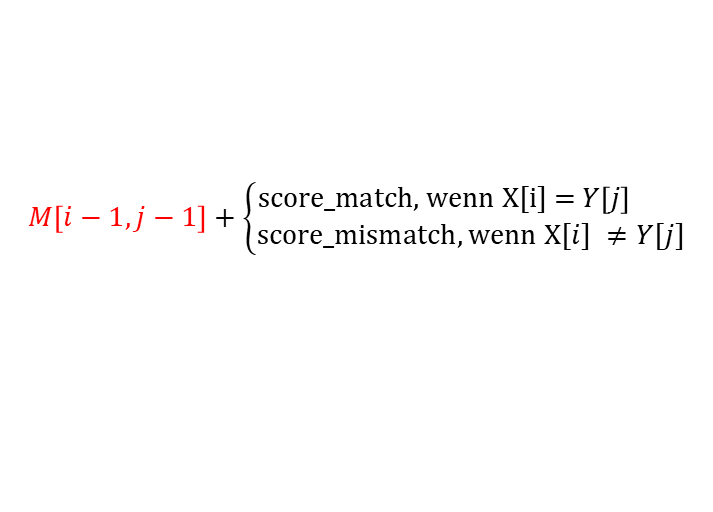 M[i − 1, j − 1] + { score_match, wenn X[i] = Y[j]
score_mismatch, wenn X[i] ≠ Y[j]